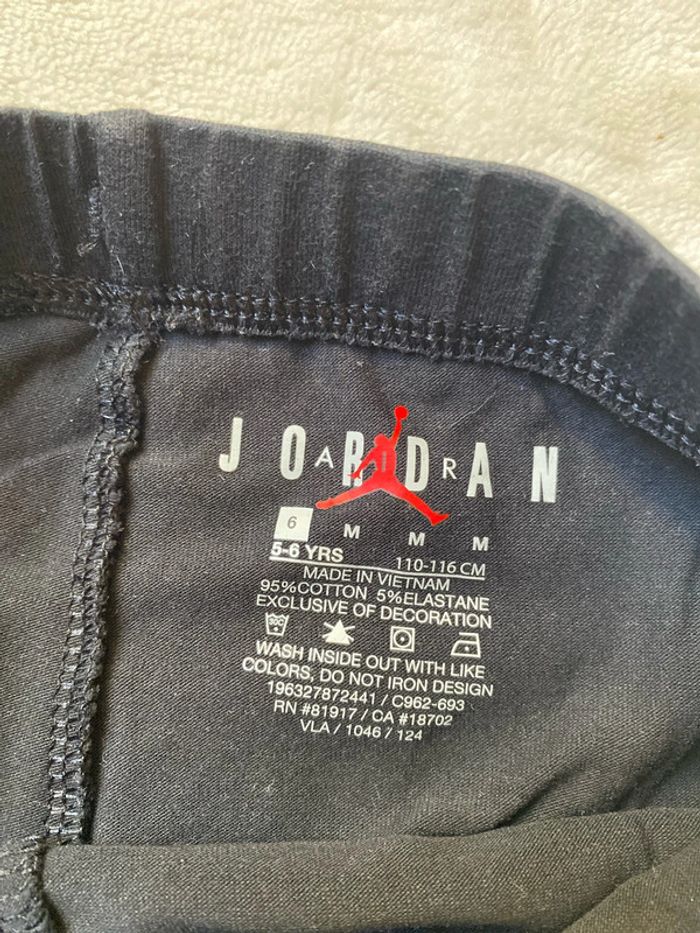 JORDAN
AIR
6 M M M
5-6 YRS 110-116 CM
MADE IN VIETNAM
95%COTTON 5%ELASTANE
EXCLUSIVE OF DECORATION
30C
WASH INSIDE OUT WITH LIKE
COLORS, DO NOT IRON DESIGN
196327872441 / C962-693
RN #81917 / CA #18702
VLA / 1046 / 124